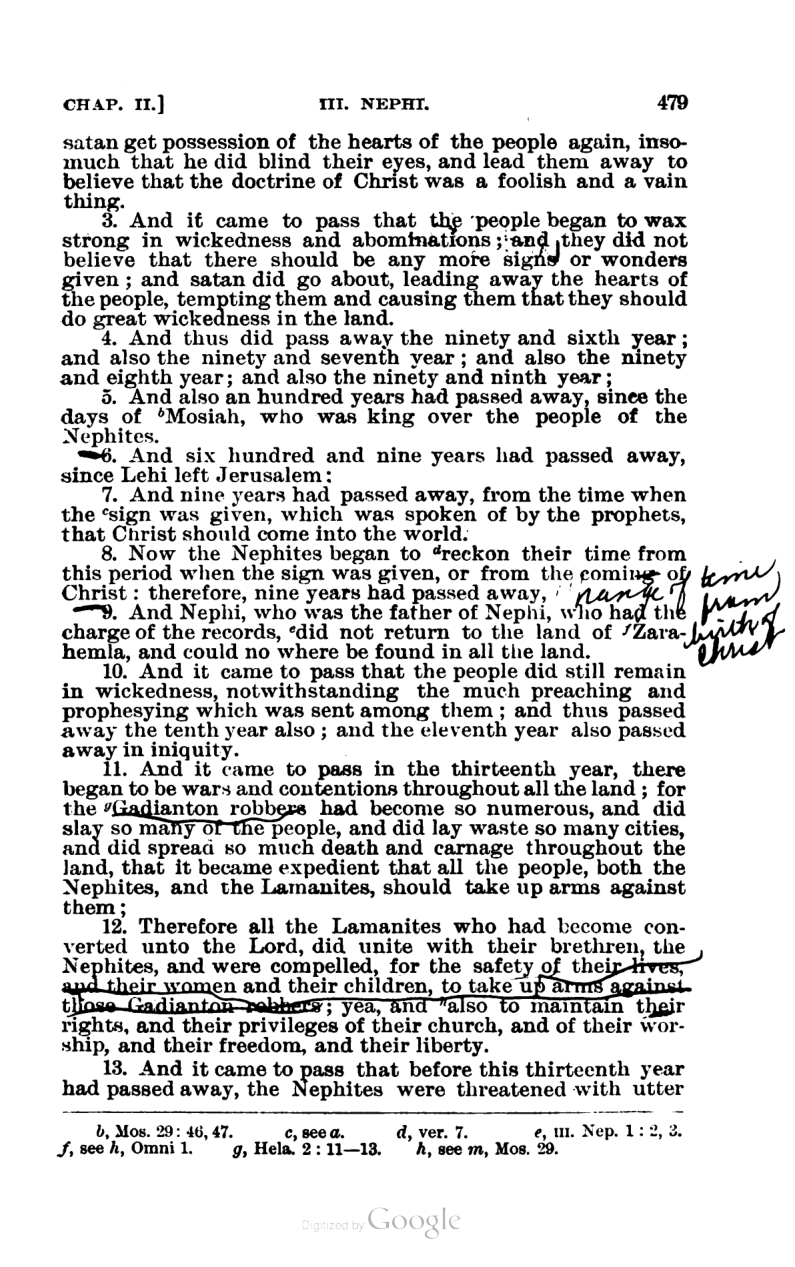 CHAP. II.] III. NEPHI. 479
satan get possession of the hearts of the people again, inso-
much that he did blind their eyes, and lead them away to
believe that the doctrine of Christ was a foolish and a vain
thing.
3. And it came to pass that the people began to wax
strong in wickedness and abominations; and they did not
believe that there should be any more signs or wonders
given; and satan did go about, leading away the hearts of
the people, tempting them and causing them that they should
do great wickedness in the land.
4. And thus did pass away the ninety and sixth year;
and also the ninety and seventh year; and also the ninety
and eighth year; and also the ninety and ninth year;
5. And also an hundred years had passed away, since the
days of ᵇMosiah, who was king over the people of the
Nephites.
6. And six hundred and nine years had passed away,
since Lehi left Jerusalem:
7. And nine years had passed away, from the time when
the ᶜsign was given, which was spoken of by the prophets,
that Christ should come into the world.
8. Now the Nephites began to ᵈreckon their time from
this period when the sign was given, or from the coming of
Christ: therefore, nine years had passed away,
time
from
birth of
Christ
9. And Nephi, who was the father of Nephi, who had the
charge of the records, ᵉdid not return to the land of ᶠZara-
hemla, and could no where be found in all the land.
10. And it came to pass that the people did still remain
in wickedness, notwithstanding the much preaching and
prophesying which was sent among them; and thus passed
away the tenth year also; and the eleventh year also passed
away in iniquity.
11. And it came to pass in the thirteenth year, there
began to be wars and contentions throughout all the land; for
the ᵍGadianton robbers had become so numerous, and did
slay so many of the people, and did lay waste so many cities,
and did spread so much death and carnage throughout the
land, that it became expedient that all the people, both the
Nephites, and the Lamanites, should take up arms against
them;
12. Therefore all the Lamanites who had become con-
verted unto the Lord, did unite with their brethren, the
Nephites, and were compelled, for the safety of their lives,
and their women and their children, to take up arms against
those Gadianton robbers; yea, and ʰalso to maintain their
rights, and their privileges of their church, and of their wor-
ship, and their freedom, and their liberty.
13. And it came to pass that before this thirteenth year
had passed away, the Nephites were threatened with utter
b, Mos. 29: 46, 47. c, see a. d, ver. 7. e, III. Nep. 1: 2, 3.
f, see h, Omni 1. g, Hela. 2: 11—13. h, see m, Mos. 29.
Digitized by Google